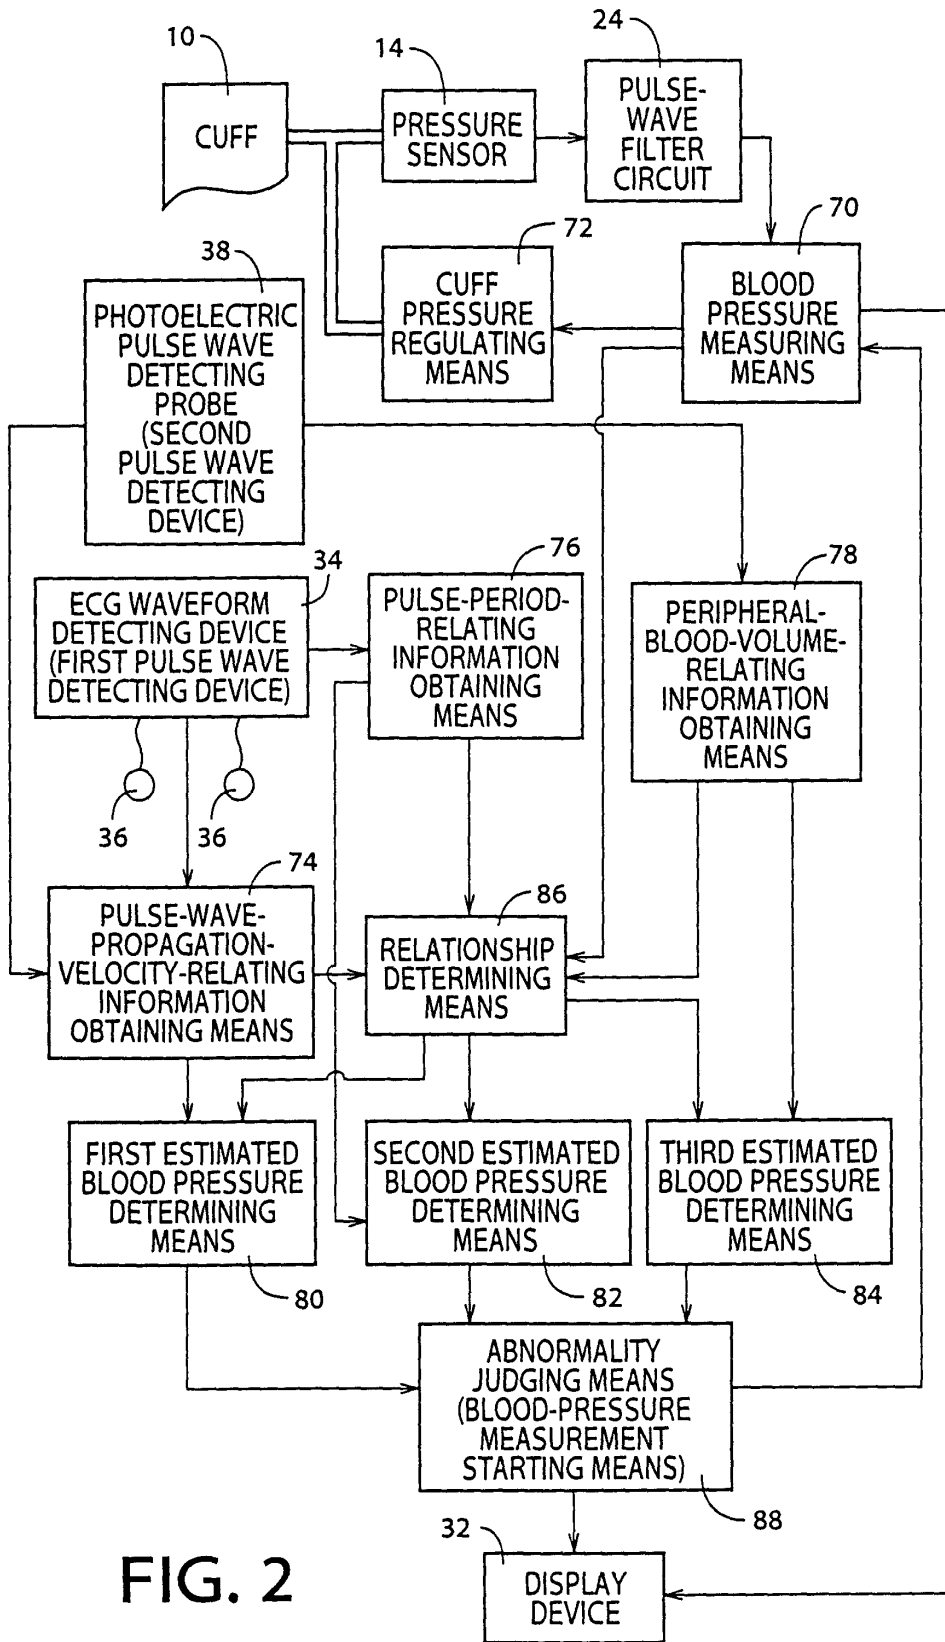 10
CUFF
14
PRESSURE
SENSOR
24
PULSE-
WAVE
FILTER
CIRCUIT
70
BLOOD
PRESSURE
MEASURING
MEANS
72
CUFF
PRESSURE
REGULATING
MEANS
38
PHOTOELECTRIC
PULSE WAVE
DETECTING
PROBE
(SECOND
PULSE WAVE
DETECTING
DEVICE)
34
ECG WAVEFORM
DETECTING DEVICE
(FIRST PULSE WAVE
DETECTING DEVICE)
36
36
76
PULSE-PERIOD-
RELATING
INFORMATION
OBTAINING
MEANS
78
PERIPHERAL-
BLOOD-VOLUME-
RELATING
INFORMATION
OBTAINING
MEANS
74
PULSE-WAVE-
PROPAGATION-
VELOCITY-RELATING
INFORMATION
OBTAINING MEANS
86
RELATIONSHIP
DETERMINING
MEANS
FIRST ESTIMATED
BLOOD PRESSURE
DETERMINING
MEANS
80
SECOND ESTIMATED
BLOOD PRESSURE
DETERMINING
MEANS
82
THIRD ESTIMATED
BLOOD PRESSURE
DETERMINING
MEANS
84
ABNORMALITY
JUDGING MEANS
(BLOOD-PRESSURE
MEASUREMENT
STARTING MEANS)
88
32
DISPLAY
DEVICE
FIG. 2